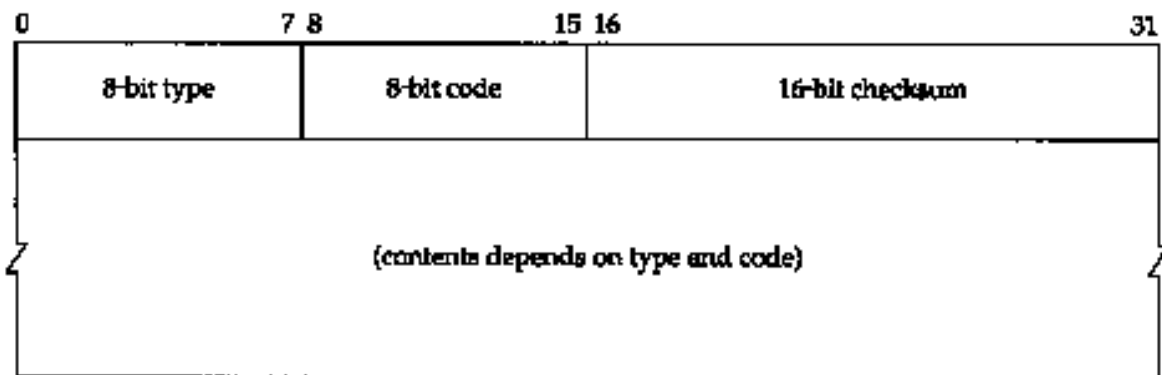 0 7 8 15 16 31
8-bit type 8-bit code 16-bit checksum
(contents depends on type and code)